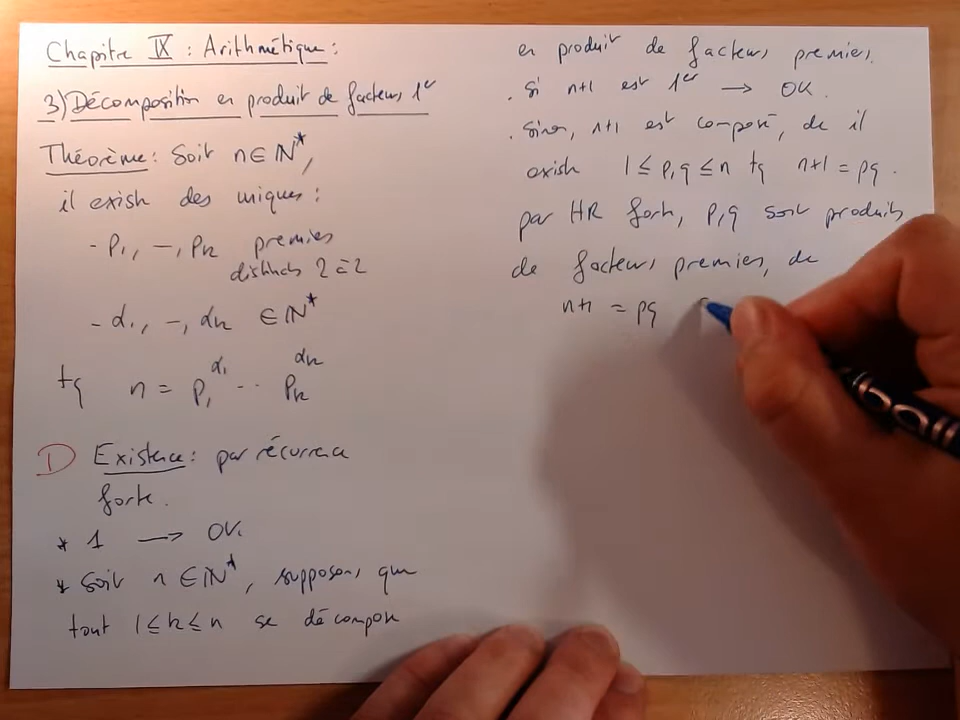 Chapitre IX : Arithmétique :
3) Décomposition en produit de facteurs 1er
Théorème : Soit n ∈ ℕ*,
il existe des uniques :
- p₁, –, pₖ premiers
distincts 2 à 2
- α₁, –, αₖ ∈ ℕ*
tq n = p₁^α₁ ·· pₖ^αₖ
D Existence : par récurrence
forte.
* 1 → OK.
* Soit n ∈ ℕ*, supposons que
tout 1 ≤ k ≤ n se décompose
en produit de facteurs premiers.
. Si n+1 est 1er → OK.
. Sinon, n+1 est composé, dc il
existe 1 ≤ p,q ≤ n tq n+1 = pq.
par HR forte, p,q sont produits
de facteurs premiers, dc
n+1 = pq